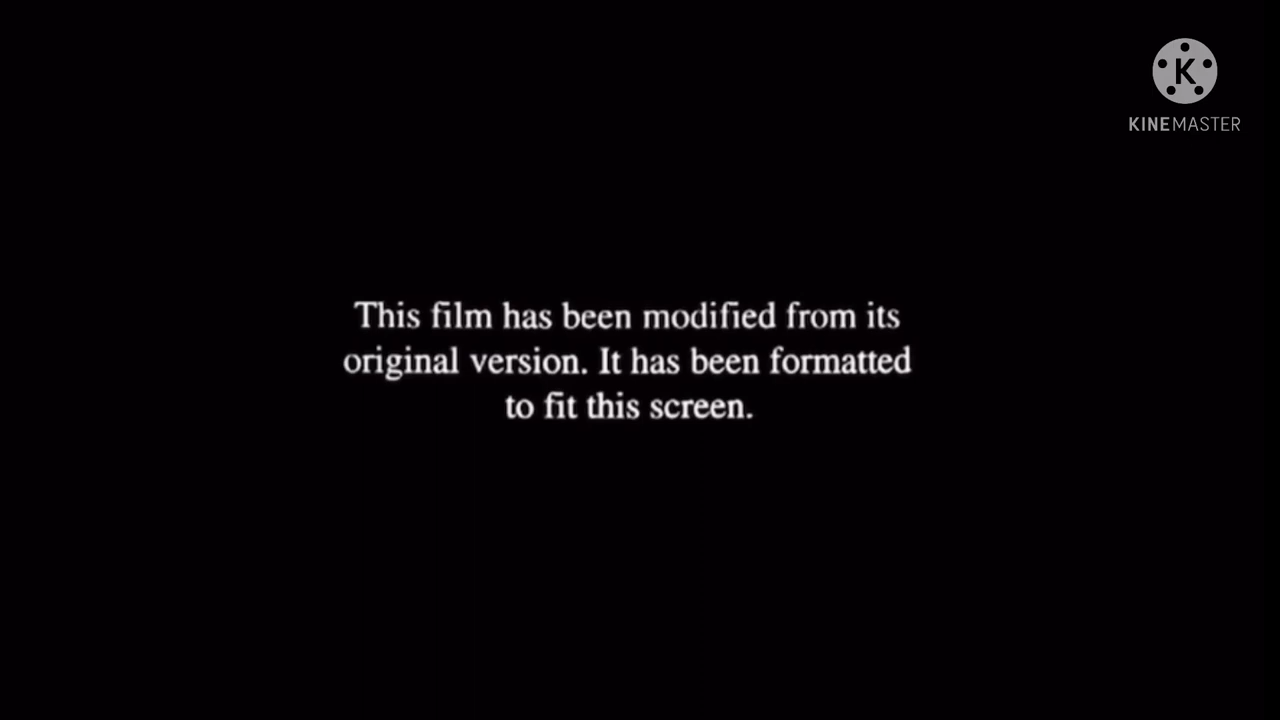 K
KINEMASTER
This film has been modified from its
original version. It has been formatted
to fit this screen.